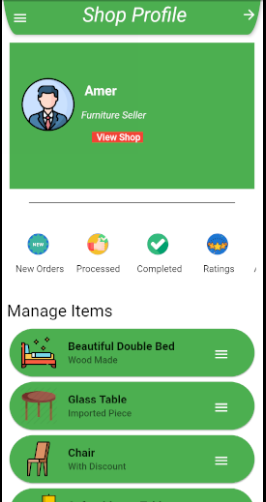 Shop Profile
Amer
Furniture Seller
View Shop
NEW
New Orders
Processed
Completed
Ratings
Manage Items
Beautiful Double Bed
Wood Made
Glass Table
Imported Piece
Chair
With Discount